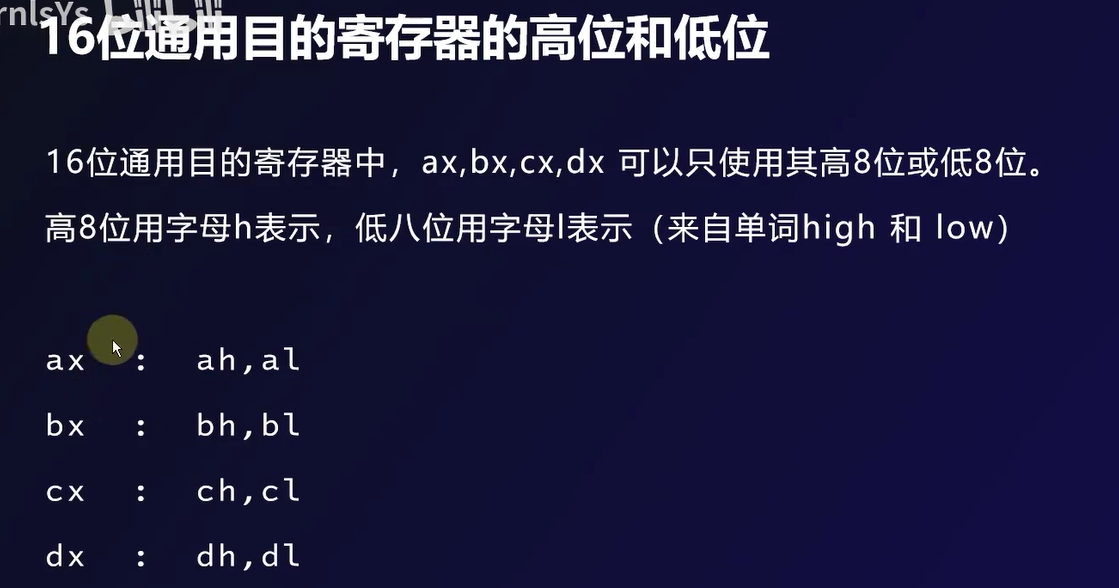 rnlsYs bilibili
16位通用目的寄存器的高位和低位
16位通用目的寄存器中，ax,bx,cx,dx 可以只使用其高8位或低8位。
高8位用字母h表示，低八位用字母l表示（来自单词high 和 low）
ax : ah,al
bx : bh,bl
cx : ch,cl
dx : dh,dl